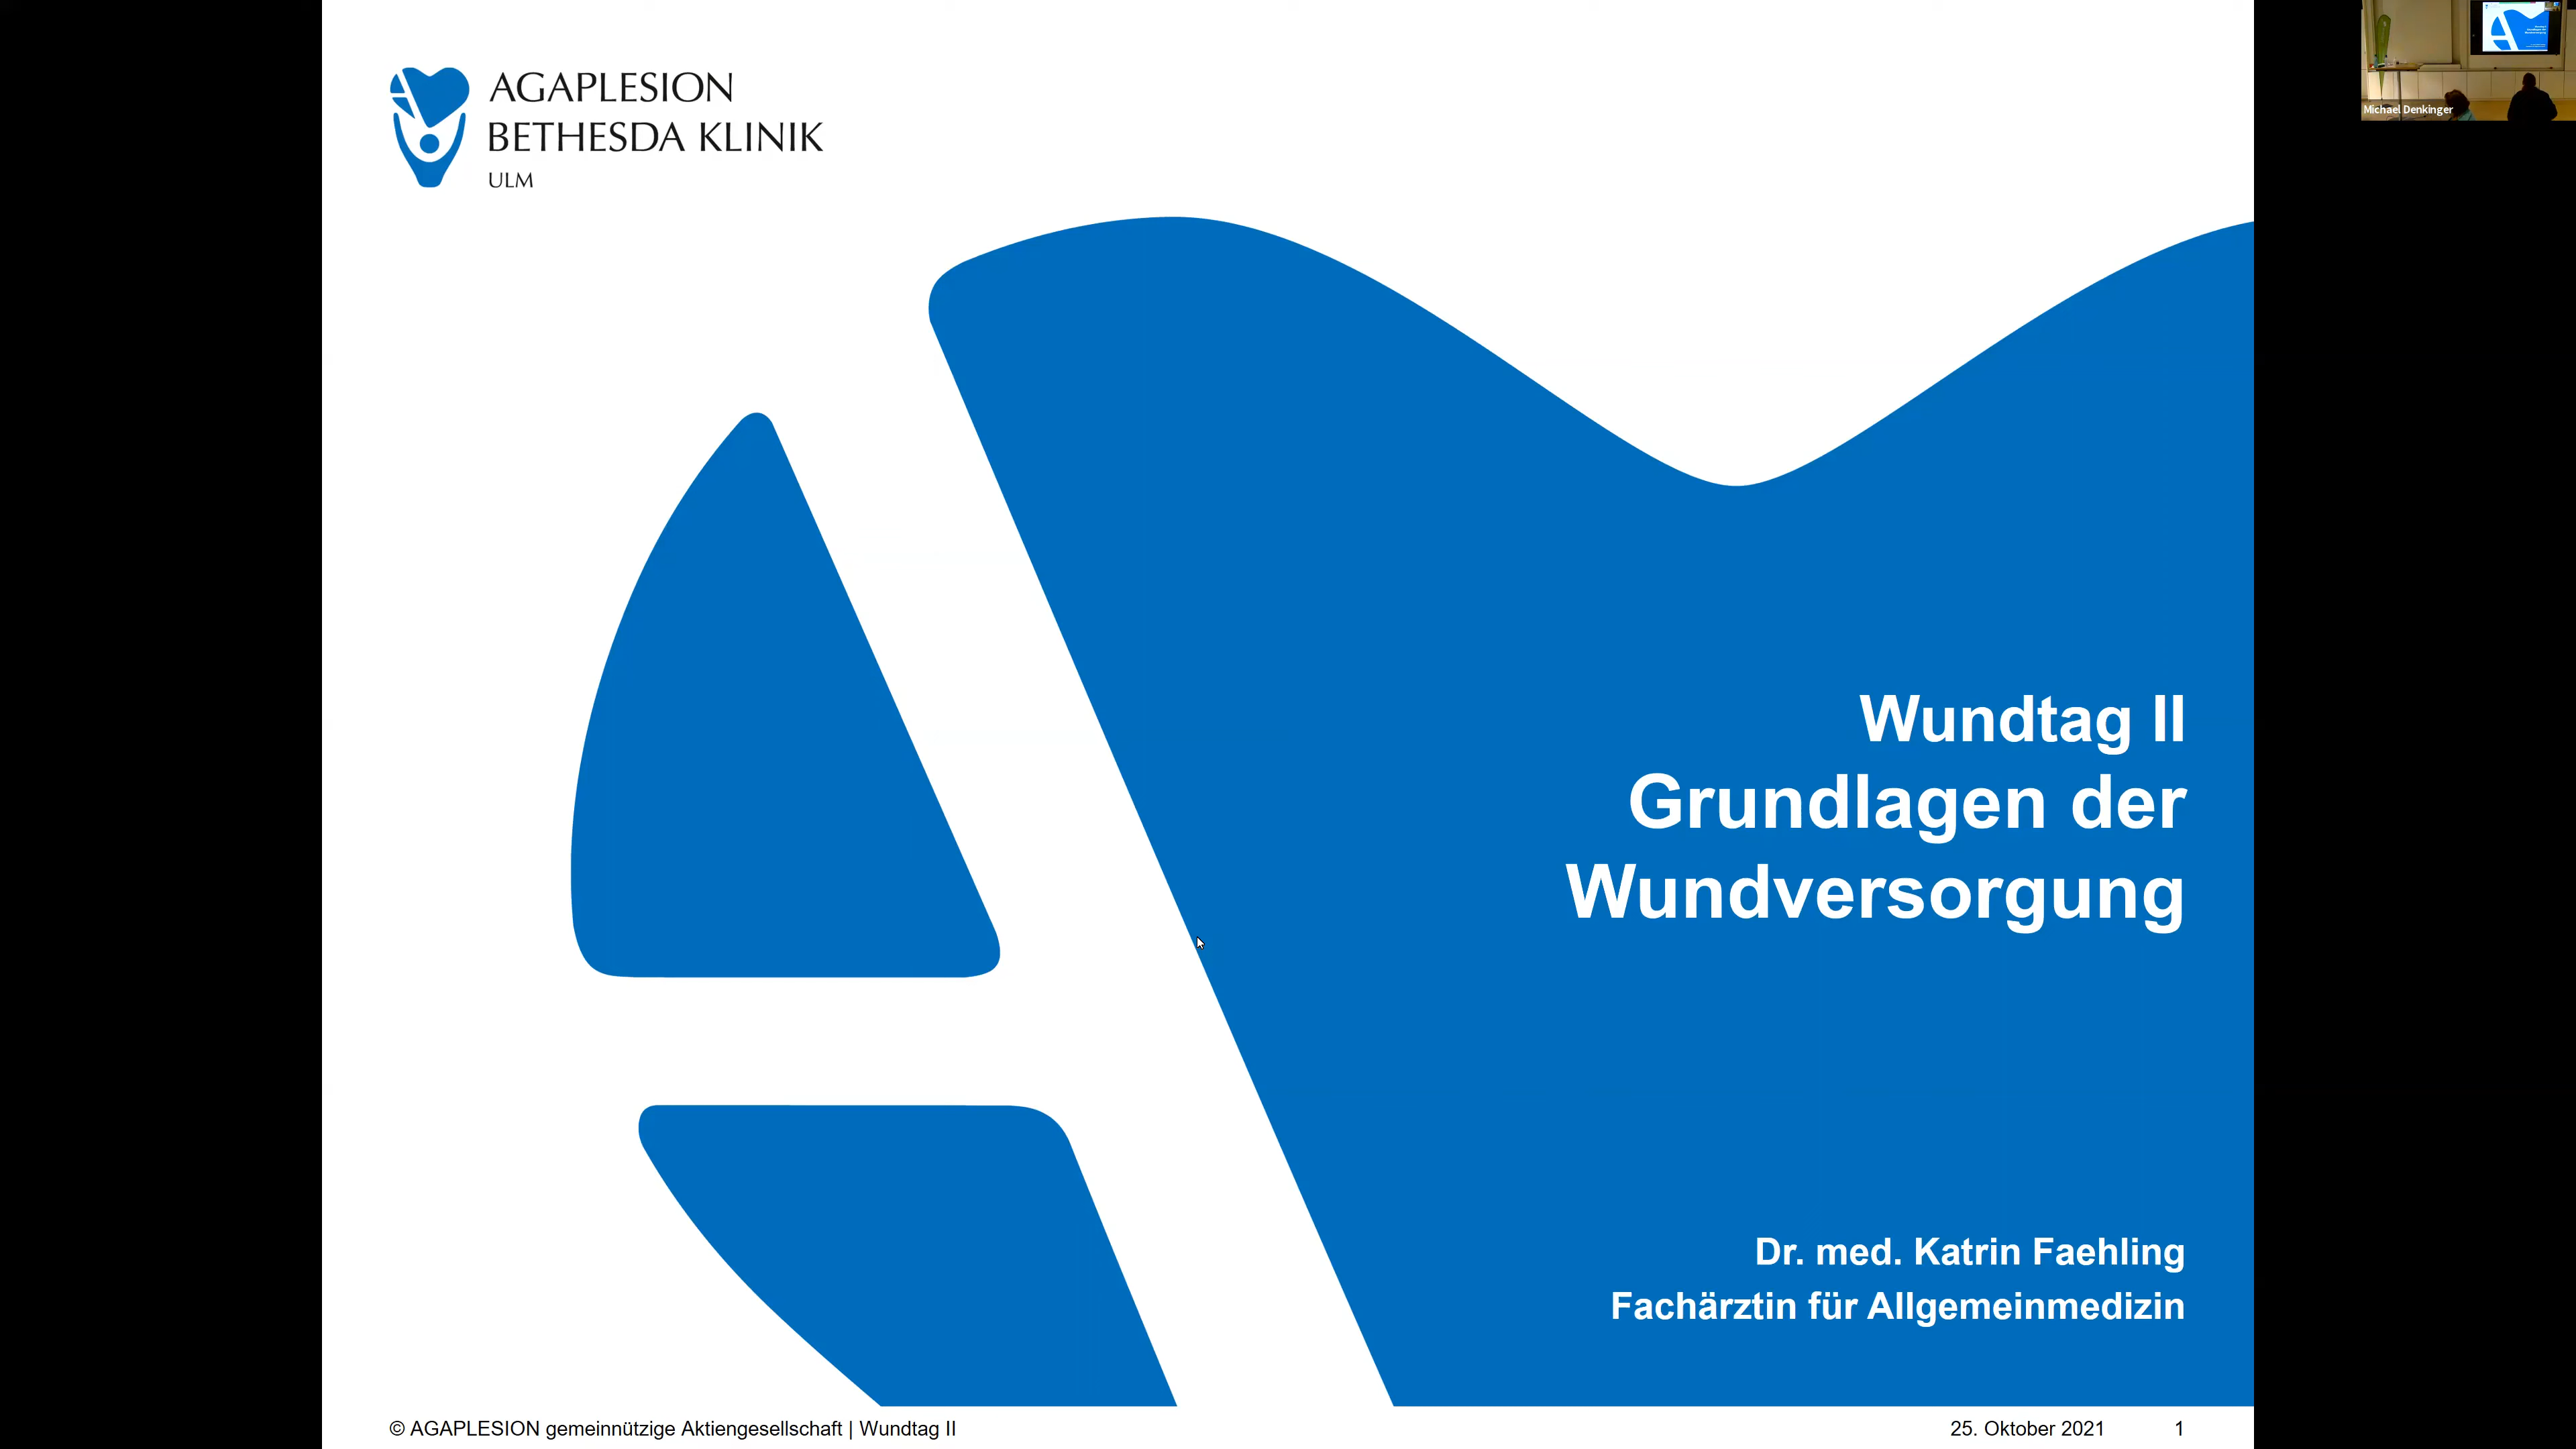 AGAPLESION
BETHESDA KLINIK
ULM
Michael Denkinger
Wundtag II
Grundlagen der
Wundversorgung
Dr. med. Katrin Faehling
Fachärztin für Allgemeinmedizin
© AGAPLESION gemeinnützige Aktiengesellschaft | Wundtag II
25. Oktober 2021
1